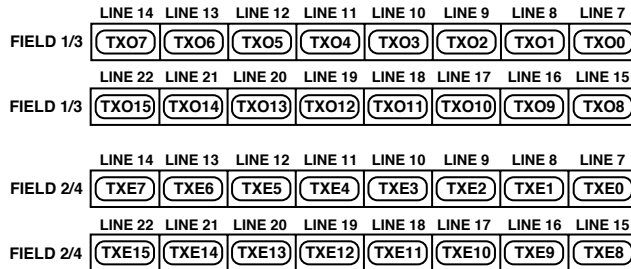 LINE 14 LINE 13 LINE 12 LINE 11 LINE 10 LINE 9 LINE 8 LINE 7
FIELD 1/3 TXO7 TXO6 TXO5 TXO4 TXO3 TXO2 TXO1 TXO0
LINE 22 LINE 21 LINE 20 LINE 19 LINE 18 LINE 17 LINE 16 LINE 15
FIELD 1/3 TXO15 TXO14 TXO13 TXO12 TXO11 TXO10 TXO9 TXO8
LINE 14 LINE 13 LINE 12 LINE 11 LINE 10 LINE 9 LINE 8 LINE 7
FIELD 2/4 TXE7 TXE6 TXE5 TXE4 TXE3 TXE2 TXE1 TXE0
LINE 22 LINE 21 LINE 20 LINE 19 LINE 18 LINE 17 LINE 16 LINE 15
FIELD 2/4 TXE15 TXE14 TXE13 TXE12 TXE11 TXE10 TXE9 TXE8